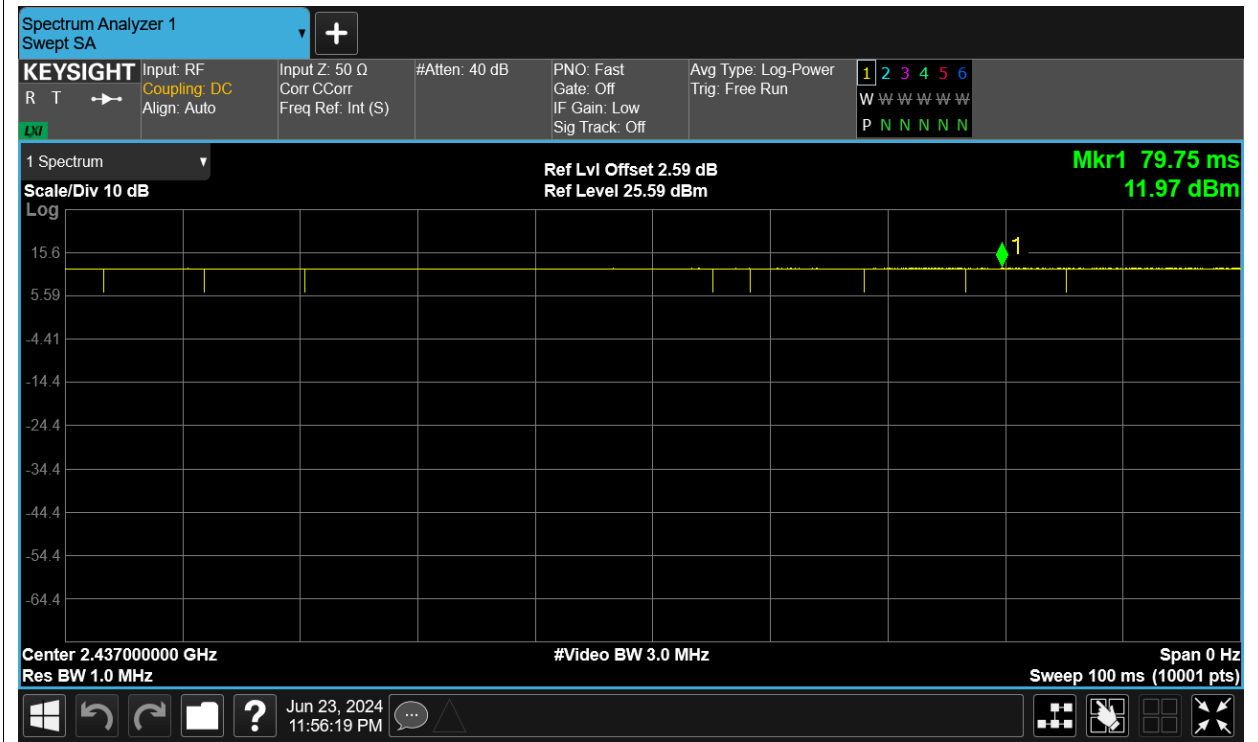 Spectrum Analyzer 1
Swept SA
KEYSIGHT
R T
LXI
Input: RF
Coupling: DC
Align: Auto
Input Z: 50 Ω
Corr CCorr
Freq Ref: Int (S)
#Atten: 40 dB
PNO: Fast
Gate: Off
IF Gain: Low
Sig Track: Off
Avg Type: Log-Power
Trig: Free Run
1 2 3 4 5 6
W W W W W W
P N N N N N
1 Spectrum
Scale/Div 10 dB
Log
Ref Lvl Offset 2.59 dB
Ref Level 25.59 dBm
Mkr1 79.75 ms
11.97 dBm
1
15.6
5.59
-4.41
-14.4
-24.4
-34.4
-44.4
-54.4
-64.4
Center 2.437000000 GHz
Res BW 1.0 MHz
#Video BW 3.0 MHz
Span 0 Hz
Sweep 100 ms (10001 pts)
?
Jun 23, 2024
11:56:19 PM